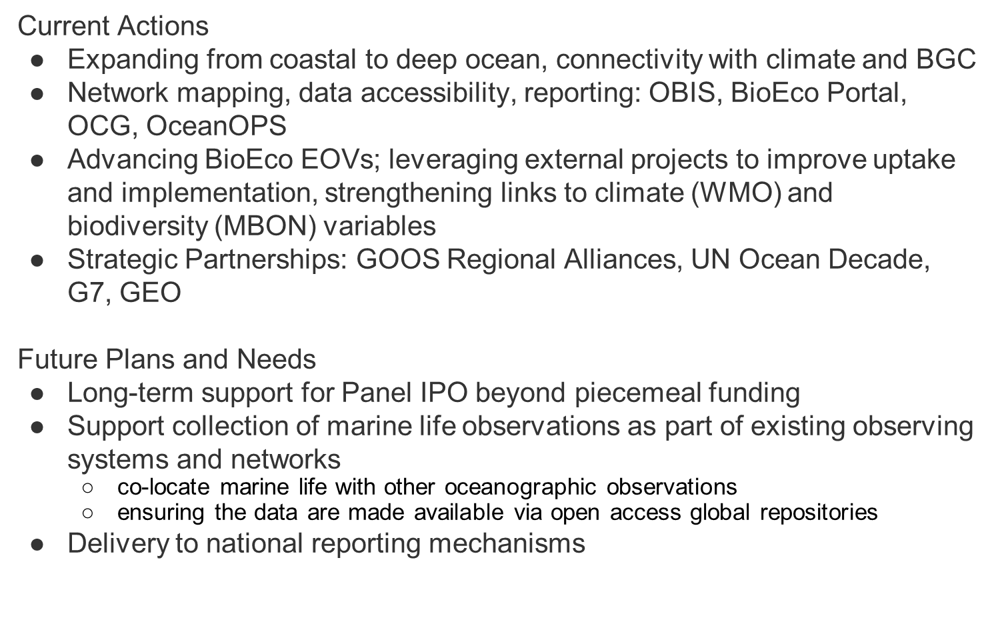 Current Actions
● Expanding from coastal to deep ocean, connectivity with climate and BGC
● Network mapping, data accessibility, reporting: OBIS, BioEco Portal,
OCG, OceanOPS
● Advancing BioEco EOVs; leveraging external projects to improve uptake
and implementation, strengthening links to climate (WMO) and
biodiversity (MBON) variables
● Strategic Partnerships: GOOS Regional Alliances, UN Ocean Decade,
G7, GEO
Future Plans and Needs
● Long-term support for Panel IPO beyond piecemeal funding
● Support collection of marine life observations as part of existing observing
systems and networks
○ co-locate marine life with other oceanographic observations
○ ensuring the data are made available via open access global repositories
● Delivery to national reporting mechanisms